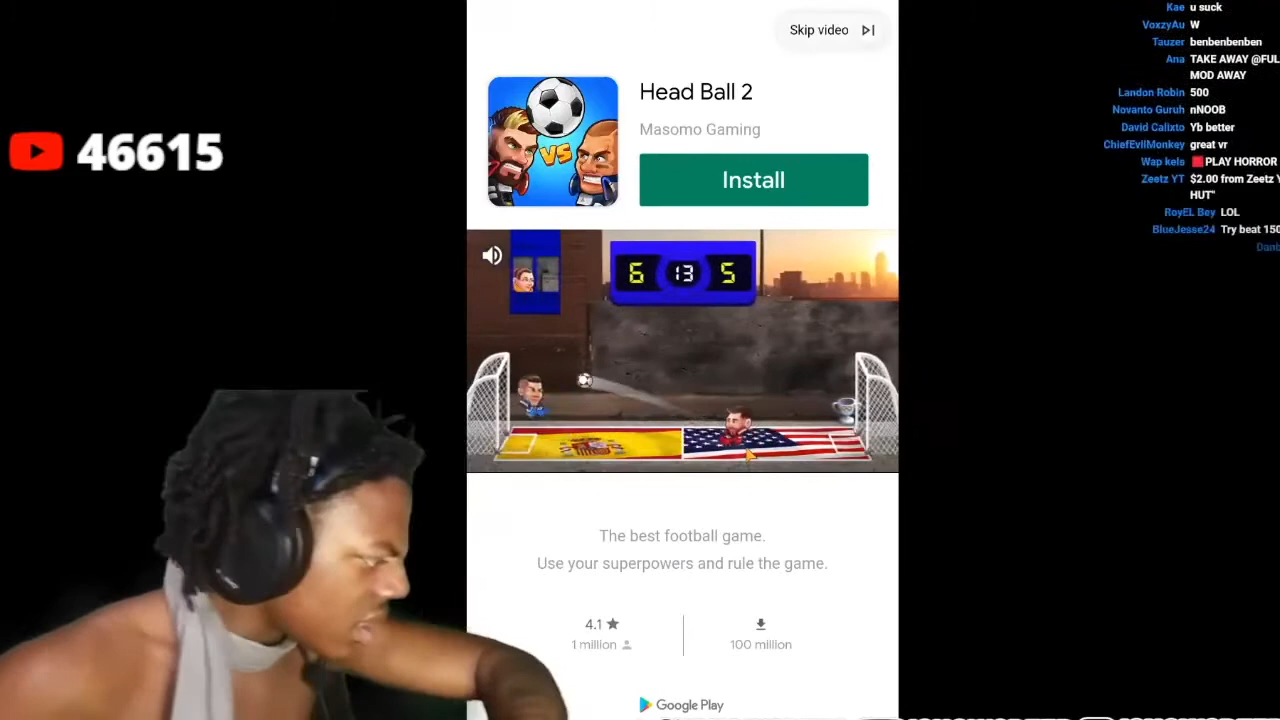 46615
Skip video
Head Ball 2
Masomo Gaming
Install
VS
6 13 5
The best football game.
Use your superpowers and rule the game.
4.1
1 million
100 million
Google Play
Kae u suck
VoxzyAu W
Tauzer benbenbenben
Ana TAKE AWAY @FUL
MOD AWAY
Landon Robin 500
Novanto Guruh nNOOB
David Calixto Yb better
ChiefEvilMonkey great vr
Wap kels PLAY HORROR
Zeetz YT $2.00 from Zeetz Y
HUT"
RoyEL Bey LOL
BlueJesse24 Try beat 150
Danb